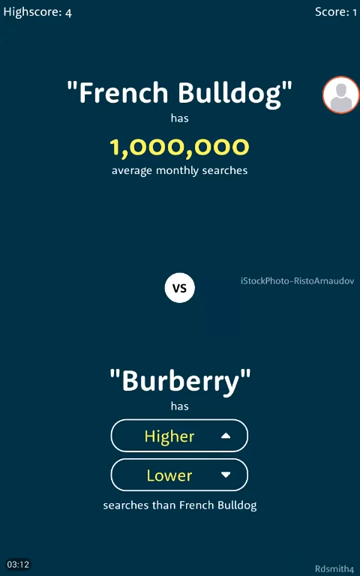 Highscore: 4
Score: 1
"French Bulldog"
has
1,000,000
average monthly searches
VS
iStockPhoto-RistoArnaudov
"Burberry"
has
Higher
Lower
searches than French Bulldog
03:12
Rdsmith4